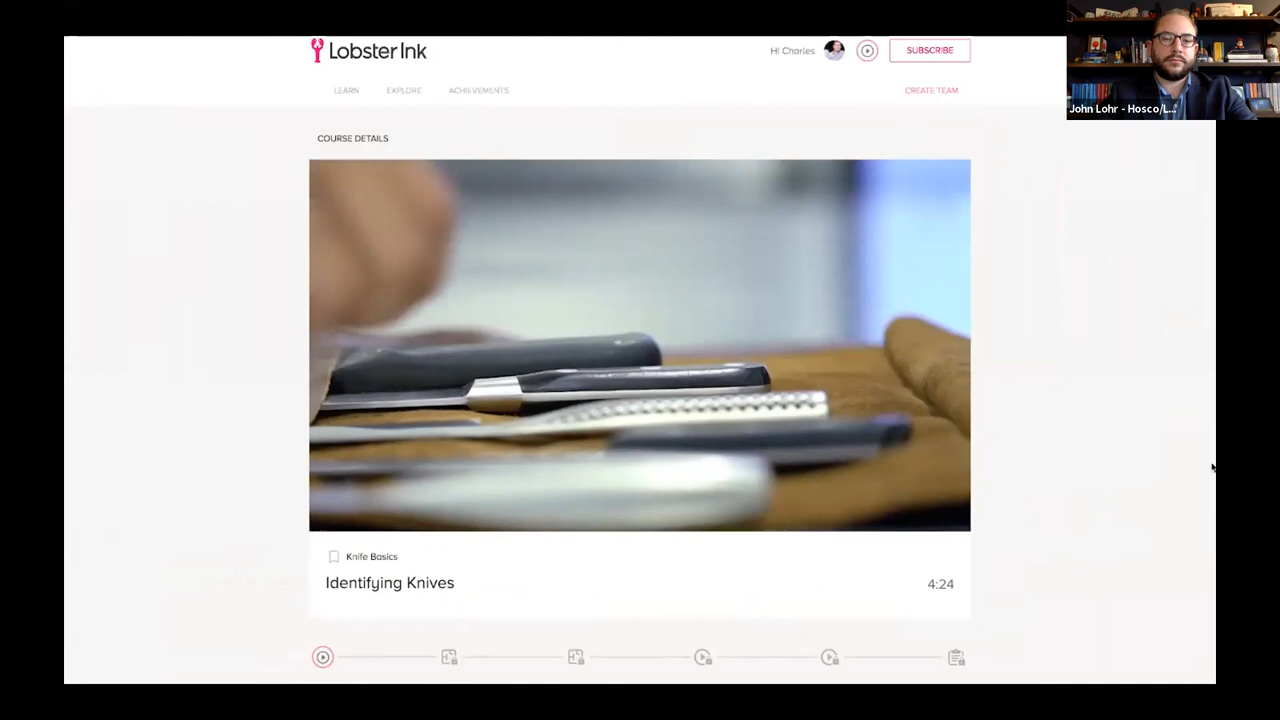 Lobster Ink
Hi Charles
SUBSCRIBE
LEARN
EXPLORE
ACHIEVEMENTS
CREATE TEAM
John Lohr - Hosco/L...
COURSE DETAILS
Knife Basics
Identifying Knives
4:24